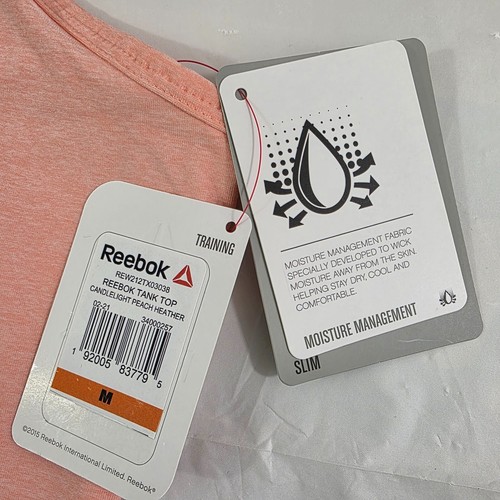 TRAINING
Reebok
REW212TX03038
REEBOK TANK TOP
CANDLELIGHT PEACH HEATHER
02-21 34000257
1 92005 83779 5
M
©2015 Reebok International Limited. Reebok®
MOISTURE MANAGEMENT FABRIC
SPECIALLY DEVELOPED TO WICK
MOISTURE AWAY FROM THE SKIN.
HELPING STAY DRY, COOL AND
COMFORTABLE.
MOISTURE MANAGEMENT
SLIM